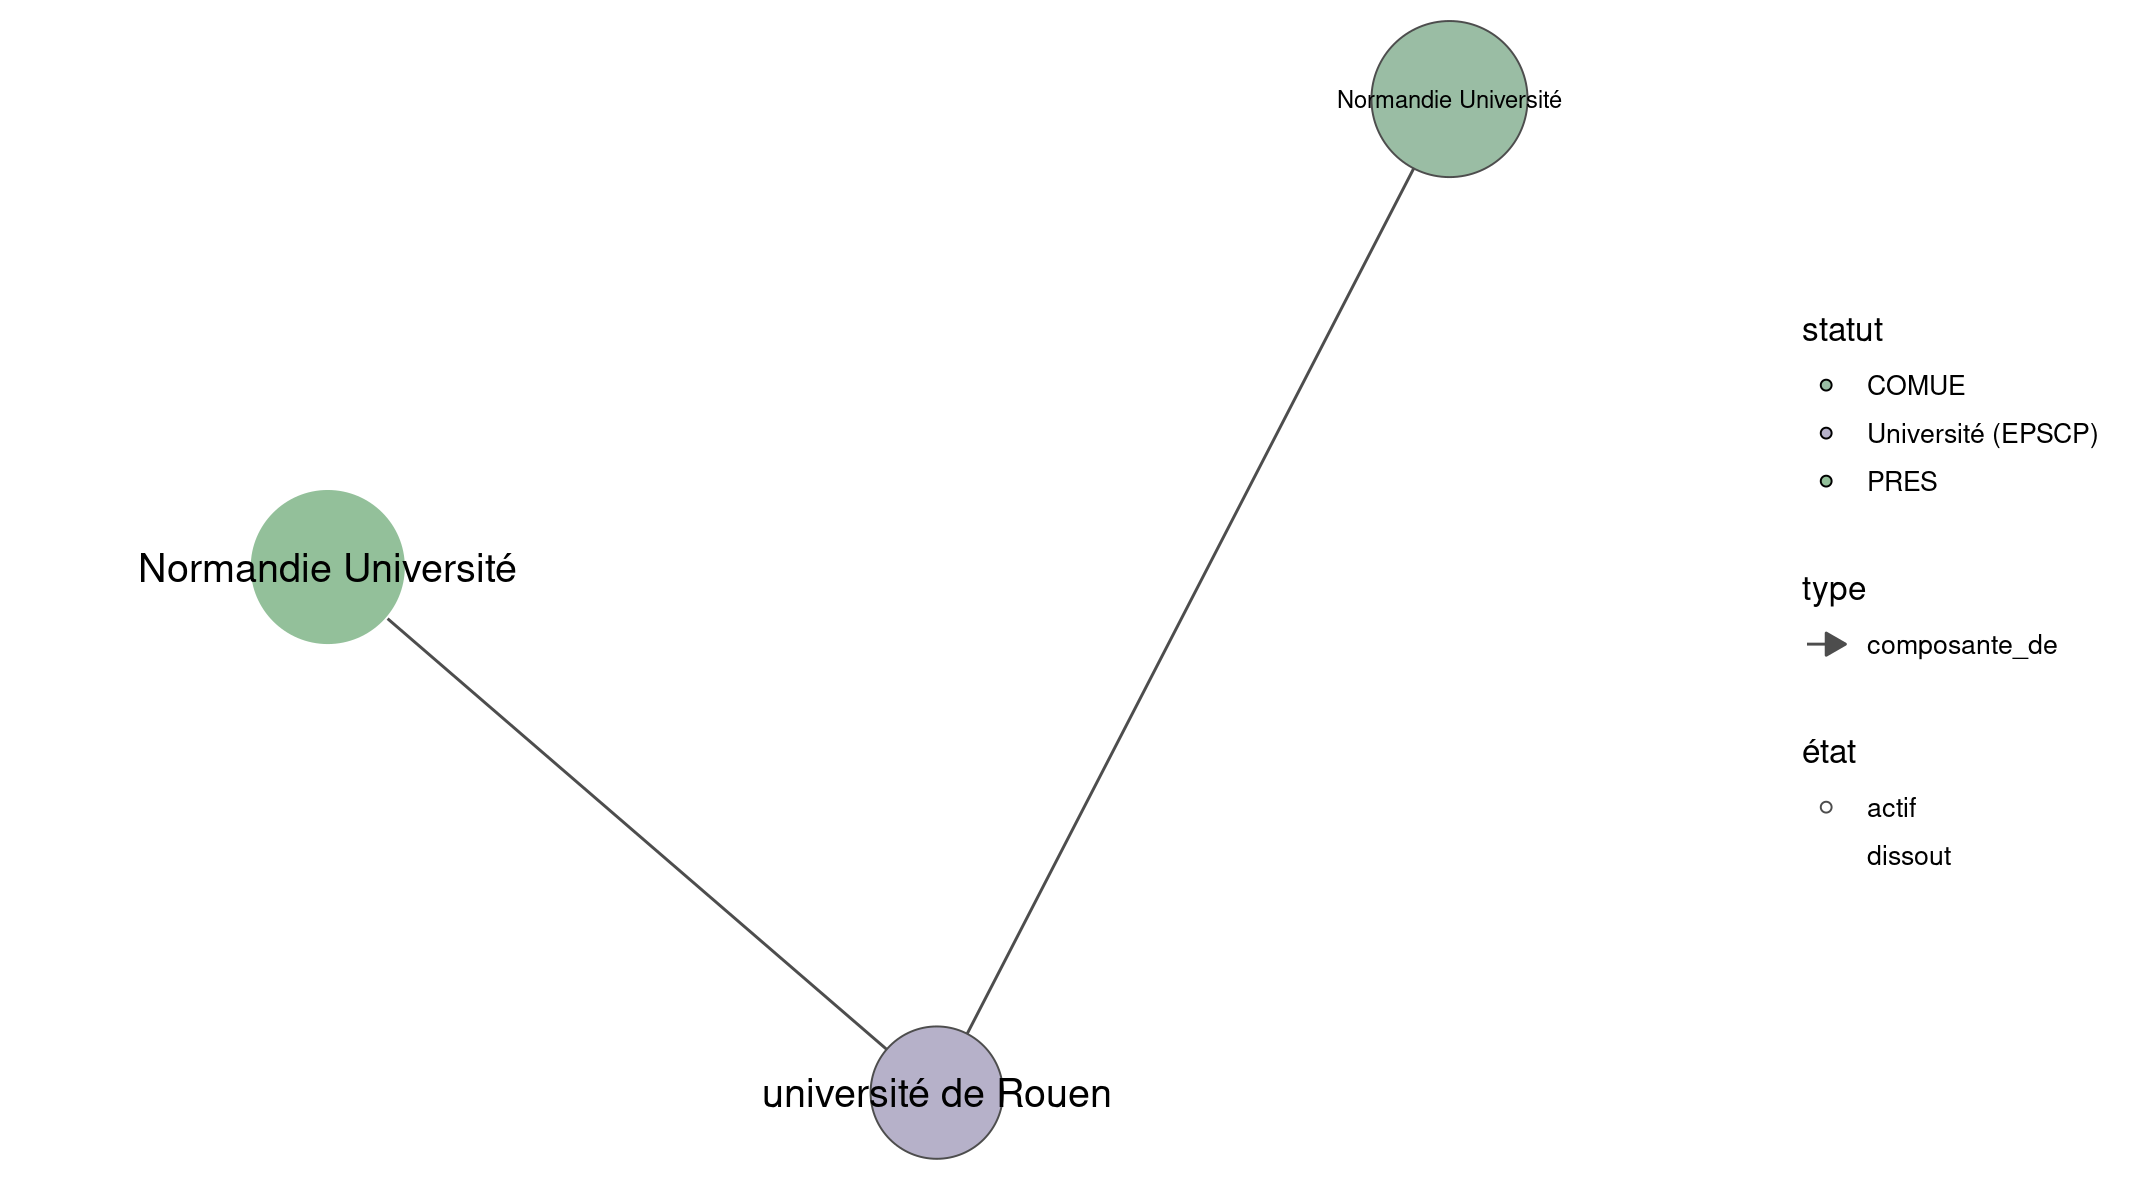 Normandie Université
Normandie Université
université de Rouen
statut
COMUE
Université (EPSCP)
PRES
type
composante_de
état
actif
dissout